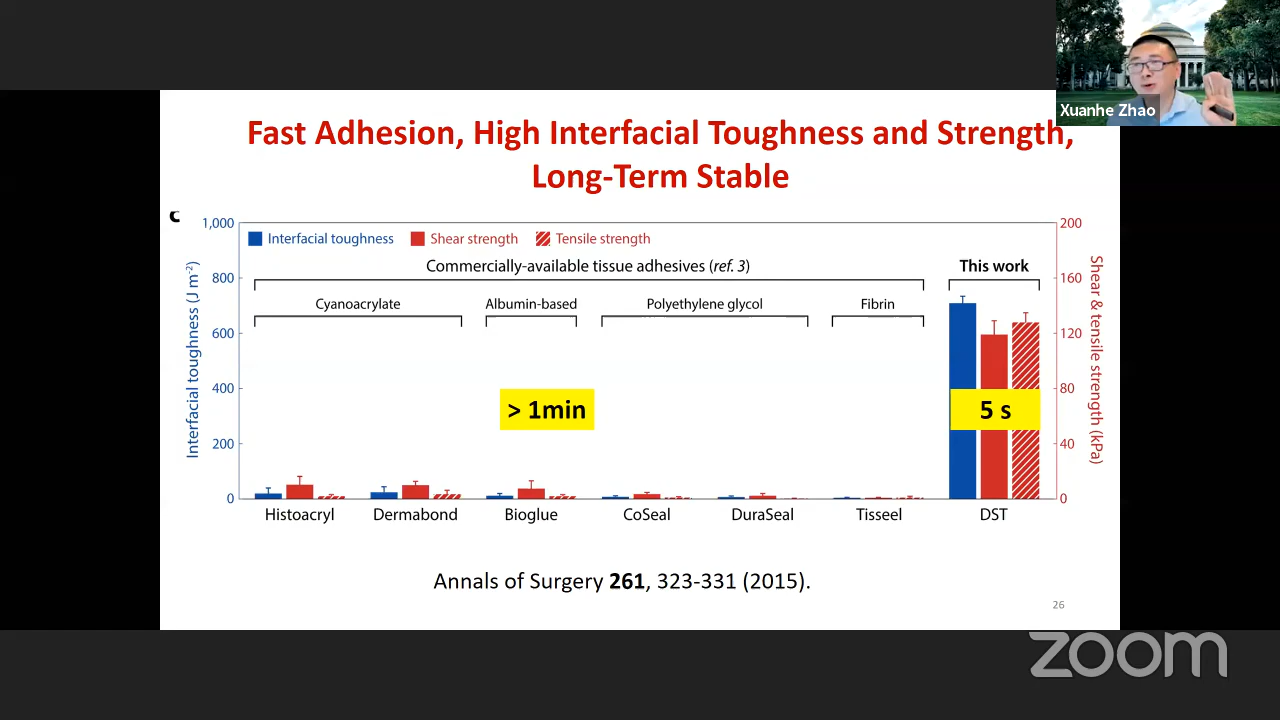 Xuanhe Zhao
Fast Adhesion, High Interfacial Toughness and Strength,
Long-Term Stable
c
1,000
800
600
400
200
0
Interfacial toughness (J m⁻²)
Interfacial toughness
Shear strength
Tensile strength
Commercially-available tissue adhesives (ref. 3)
This work
Cyanoacrylate
Albumin-based
Polyethylene glycol
Fibrin
> 1min
5 s
200
160
120
80
40
0
Shear & tensile strength (kPa)
Histoacryl
Dermabond
Bioglue
CoSeal
DuraSeal
Tisseel
DST
Annals of Surgery 261, 323-331 (2015).
26
zoom